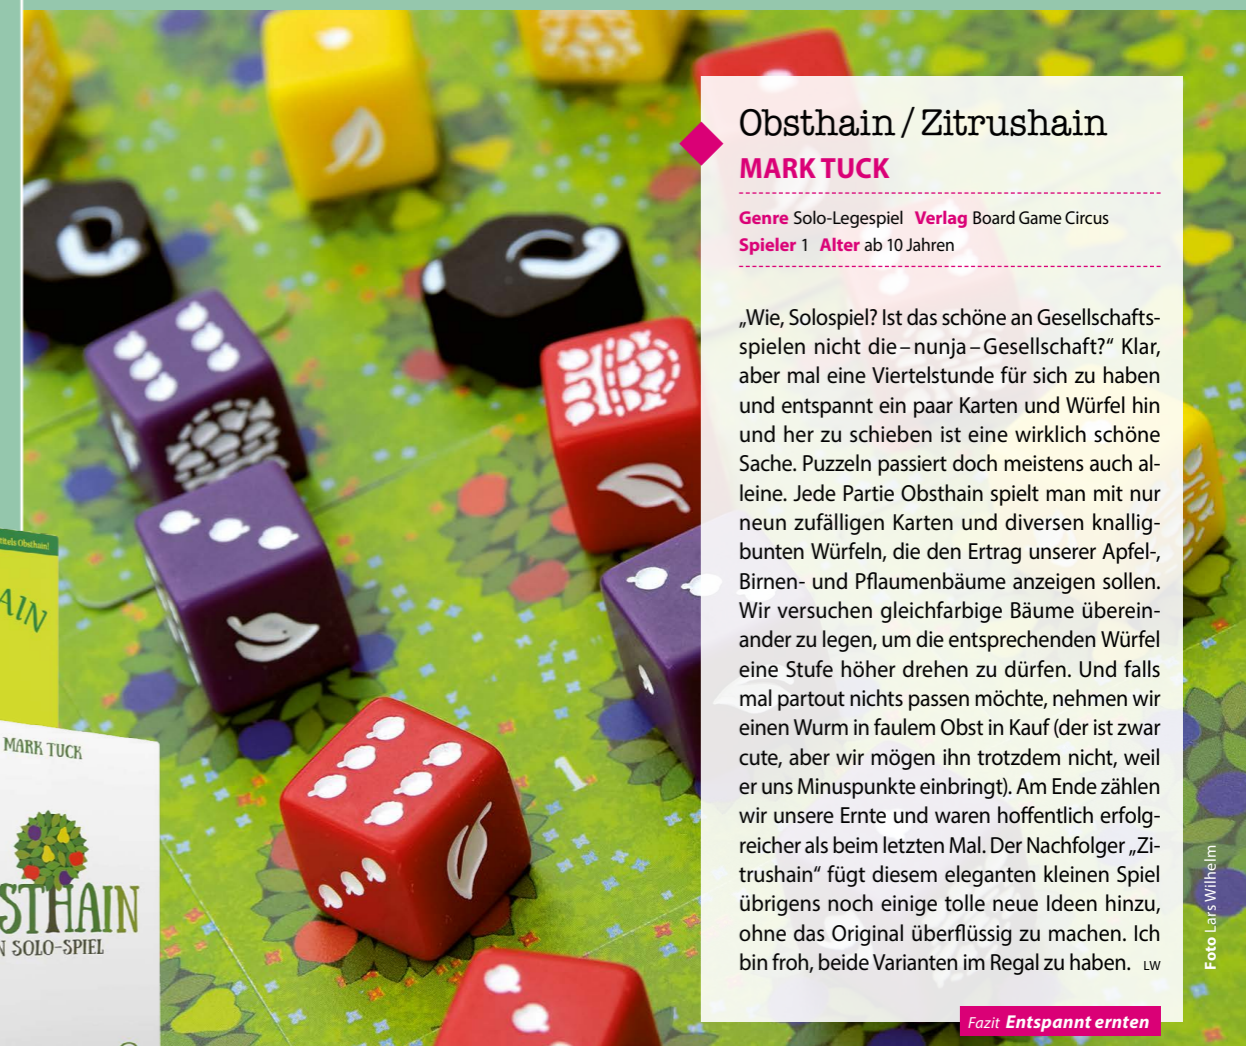 Obsthain / Zitrushain
MARK TUCK
Genre Solo-Legespiel Verlag Board Game Circus
Spieler 1 Alter ab 10 Jahren
„Wie, Solospiel? Ist das schöne an Gesellschafts-
spielen nicht die – nunja – Gesellschaft?“ Klar,
aber mal eine Viertelstunde für sich zu haben
und entspannt ein paar Karten und Würfel hin
und her zu schieben ist eine wirklich schöne
Sache. Puzzeln passiert doch meistens auch al-
leine. Jede Partie Obsthain spielt man mit nur
neun zufälligen Karten und diversen knallig-
bunten Würfeln, die den Ertrag unserer Apfel-,
Birnen- und Pflaumenbäume anzeigen sollen.
Wir versuchen gleichfarbige Bäume überein-
ander zu legen, um die entsprechenden Würfel
eine Stufe höher drehen zu dürfen. Und falls
mal partout nichts passen möchte, nehmen wir
einen Wurm in faulem Obst in Kauf (der ist zwar
cute, aber wir mögen ihn trotzdem nicht, weil
er uns Minuspunkte einbringt). Am Ende zählen
wir unsere Ernte und waren hoffentlich erfolg-
reicher als beim letzten Mal. Der Nachfolger „Zi-
trushain“ fügt diesem eleganten kleinen Spiel
übrigens noch einige tolle neue Ideen hinzu,
ohne das Original überflüssig zu machen. Ich
bin froh, beide Varianten im Regal zu haben. LW
Fazit Entspannt ernten
Foto Lars Wilhelm
titels Obsthain!
AIN
MARK TUCK
STHAIN
N SOLO-SPIEL
1